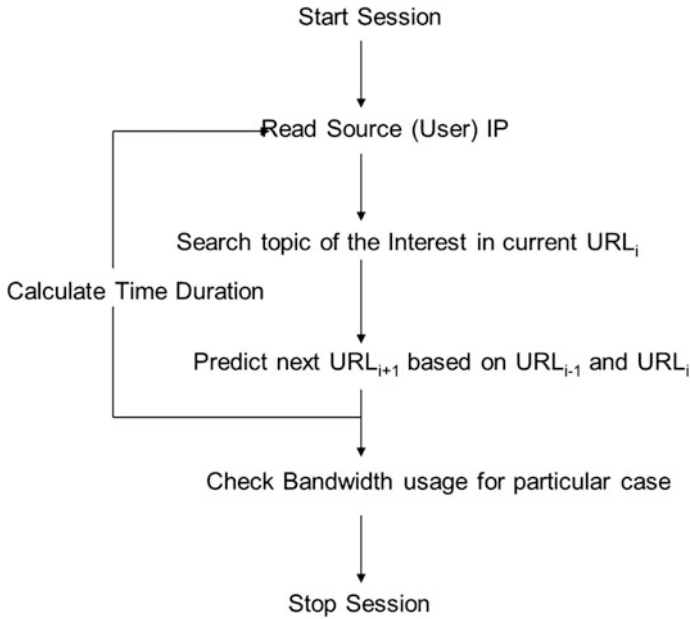 Start Session
Read Source (User) IP
Search topic of the Interest in current URLi
Calculate Time Duration
Predict next URLi+1 based on URLi-1 and URLi
Check Bandwidth usage for particular case
Stop Session